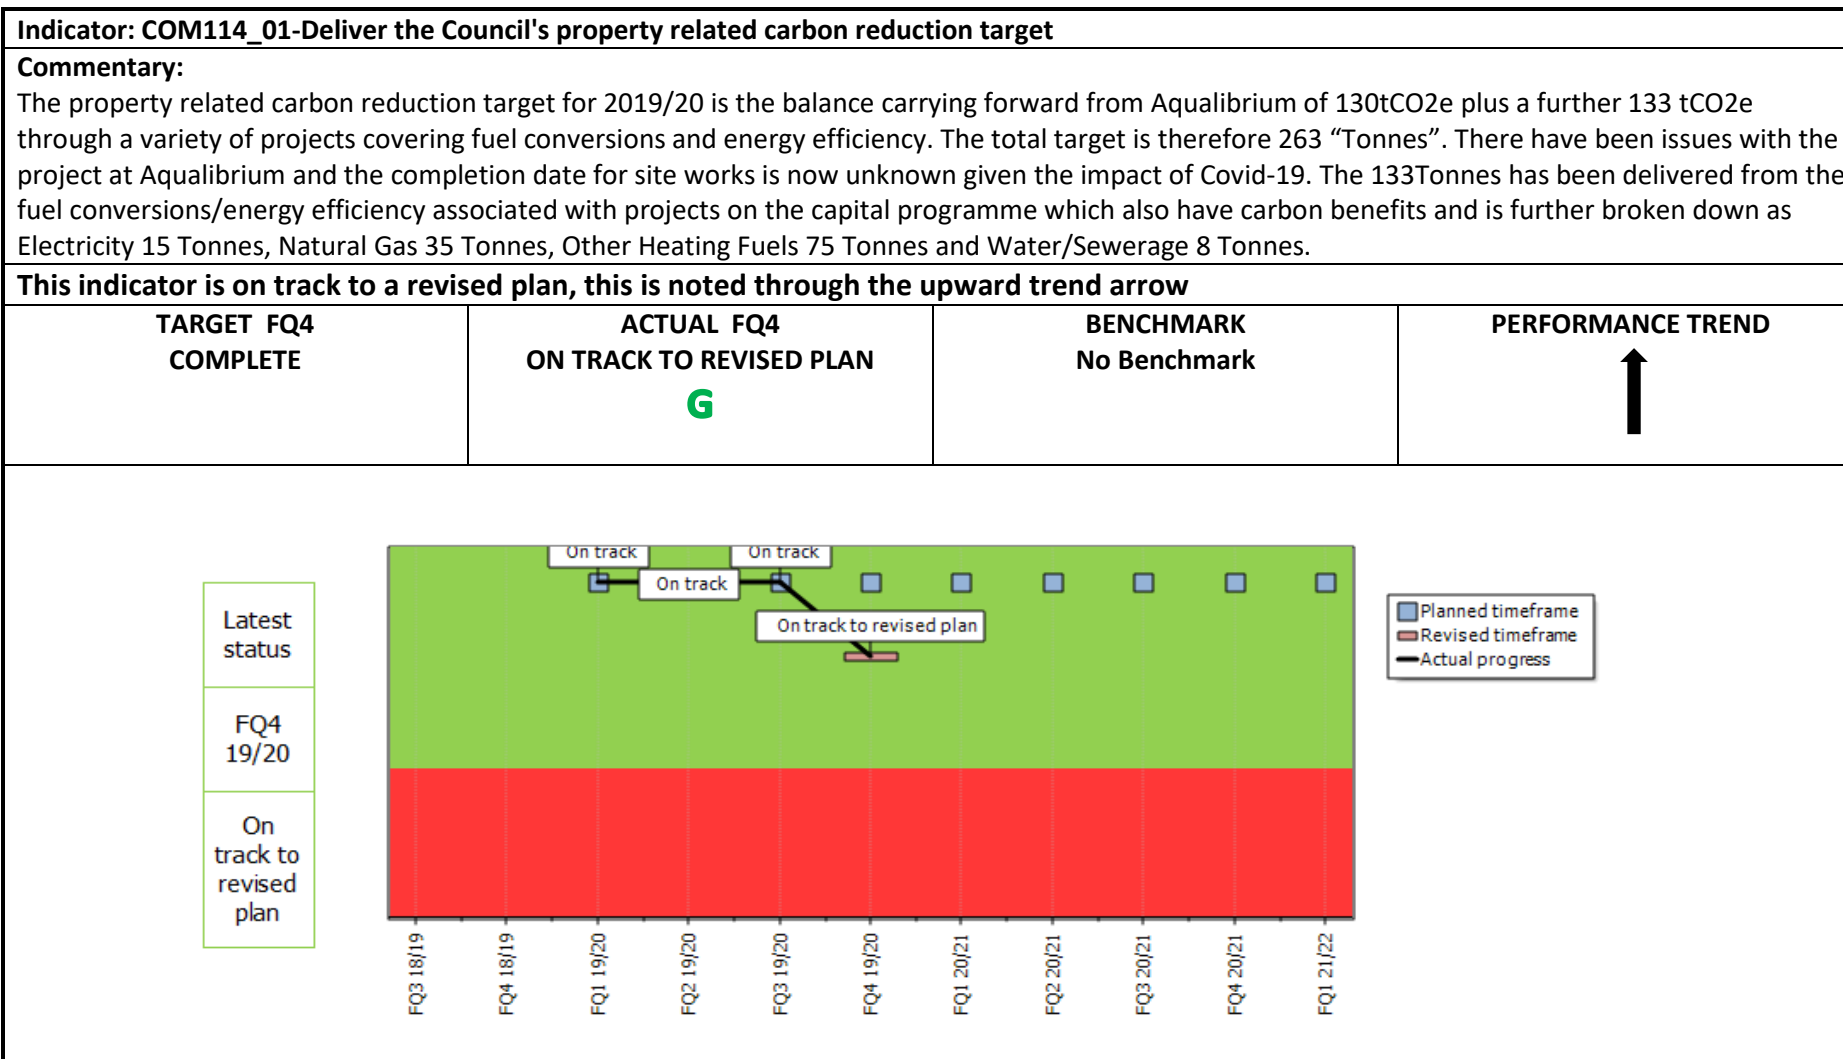 Indicator: COM114_01-Deliver the Council's property related carbon reduction target
Commentary:
The property related carbon reduction target for 2019/20 is the balance carrying forward from Aqualibrium of 130tCO2e plus a further 133 tCO2e
through a variety of projects covering fuel conversions and energy efficiency. The total target is therefore 263 “Tonnes”. There have been issues with the
project at Aqualibrium and the completion date for site works is now unknown given the impact of Covid-19. The 133Tonnes has been delivered from the
fuel conversions/energy efficiency associated with projects on the capital programme which also have carbon benefits and is further broken down as
Electricity 15 Tonnes, Natural Gas 35 Tonnes, Other Heating Fuels 75 Tonnes and Water/Sewerage 8 Tonnes.
This indicator is on track to a revised plan, this is noted through the upward trend arrow
TARGET FQ4
COMPLETE
ACTUAL FQ4
ON TRACK TO REVISED PLAN
G
BENCHMARK
No Benchmark
PERFORMANCE TREND
Latest
status
FQ4
19/20
On
track to
revised
plan
On track
On track
On track
On track to revised plan
Planned timeframe
Revised timeframe
Actual progress
FQ3 18/19
FQ4 18/19
FQ1 19/20
FQ2 19/20
FQ3 19/20
FQ4 19/20
FQ1 20/21
FQ2 20/21
FQ3 20/21
FQ4 20/21
FQ1 21/22